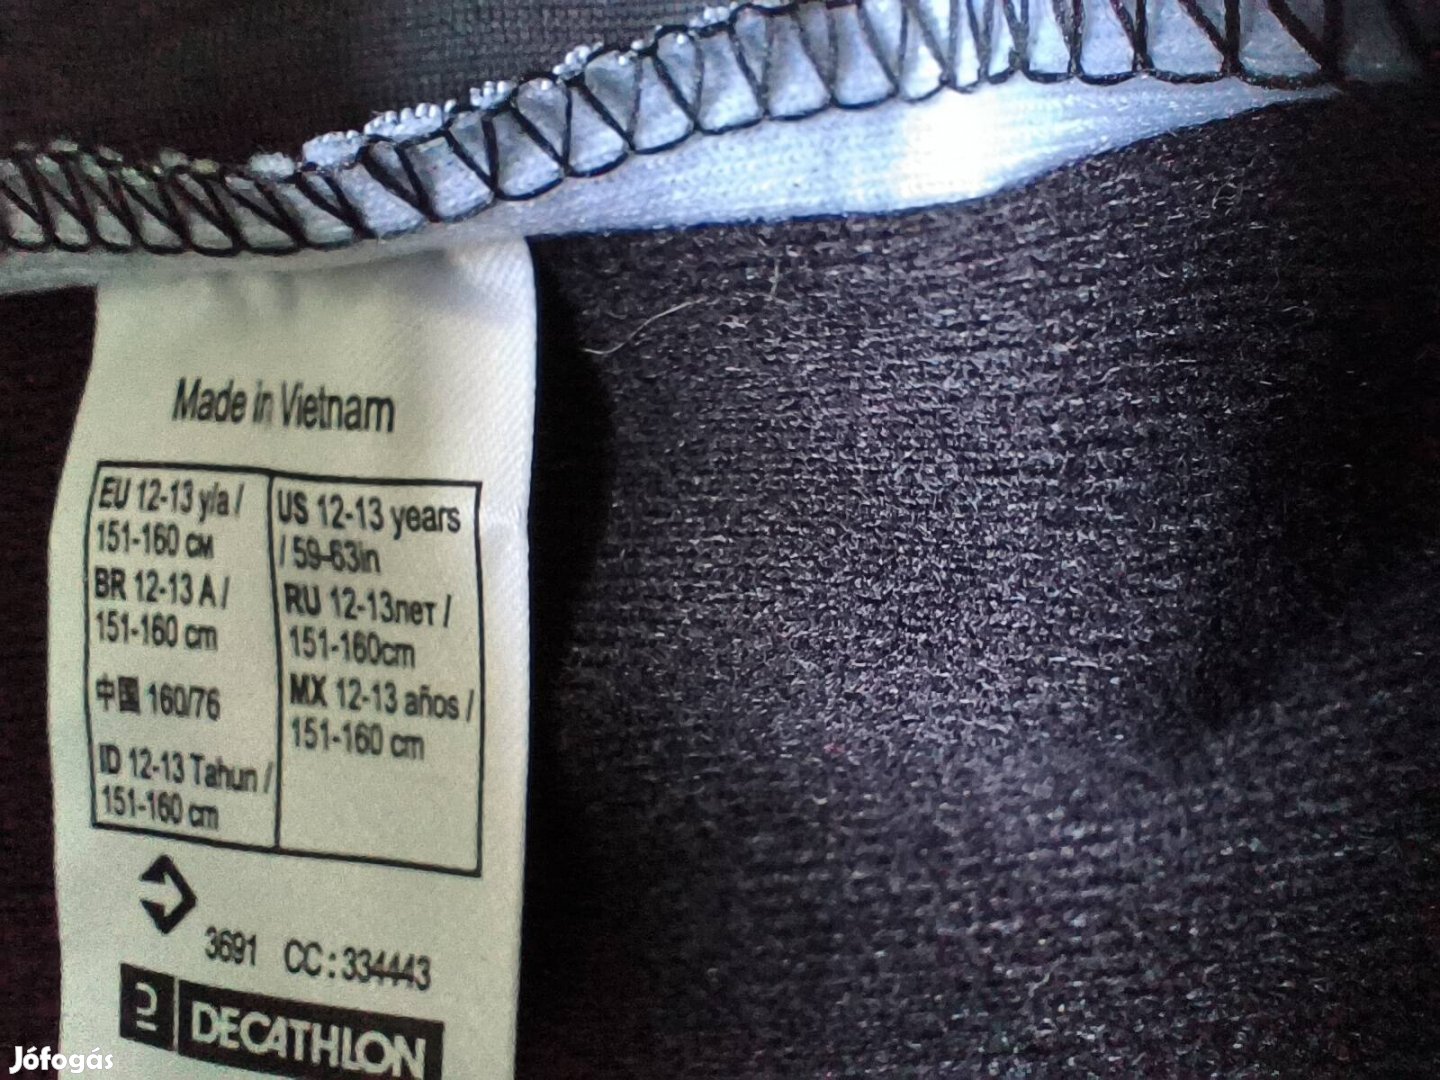 Made in Vietnam
EU 12-13 y/a /
151-160 см
BR 12-13 A /
151-160 cm
中国 160/76
ID 12-13 Tahun /
151-160 cm
US 12-13 years
/ 59-63in
RU 12-13лет /
151-160cm
MX 12-13 años /
151-160 cm
3691 CC : 334443
DECATHLON
Jófogás